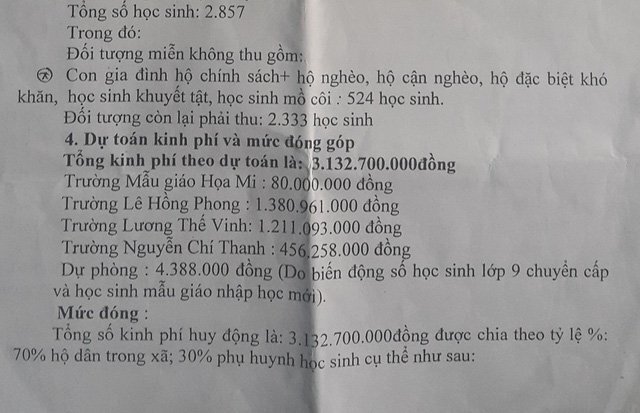 Tổng số học sinh: 2.857
Trong đó:
Đối tượng miễn không thu gồm:
Con gia đình hộ chính sách+ hộ nghèo, hộ cận nghèo, hộ đặc biệt khó
khăn, học sinh khuyết tật, học sinh mồ côi : 524 học sinh.
Đối tượng còn lại phải thu: 2.333 học sinh
4. Dự toán kinh phí và mức đóng góp
Tổng kinh phí theo dự toán là: 3.132.700.000đồng
Trường Mẫu giáo Họa Mi : 80.000.000 đồng
Trường Lê Hồng Phong : 1.380.961.000 đồng
Trường Lương Thế Vinh: 1.211.093.000 đồng
Trường Nguyễn Chí Thanh : 456.258.000 đồng
Dự phòng : 4.388.000 đồng (Do biến động số học sinh lớp 9 chuyển cấp
và học sinh mẫu giáo nhập học mới).
Mức đóng :
Tổng số kinh phí huy động là: 3.132.700.000đồng được chia theo tỷ lệ %:
70% hộ dân trong xã; 30% phụ huynh học sinh cụ thể như sau: